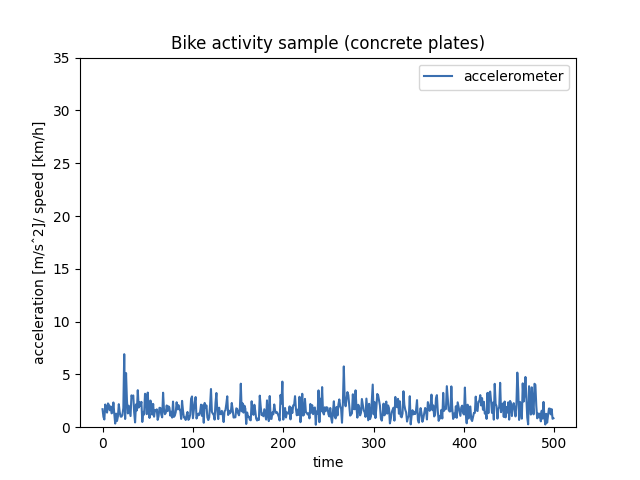 Bike activity sample (concrete plates)
accelerometer
acceleration [m/sˆ2]/ speed [km/h]
35
30
25
20
15
10
5
0
0 100 200 300 400 500
time